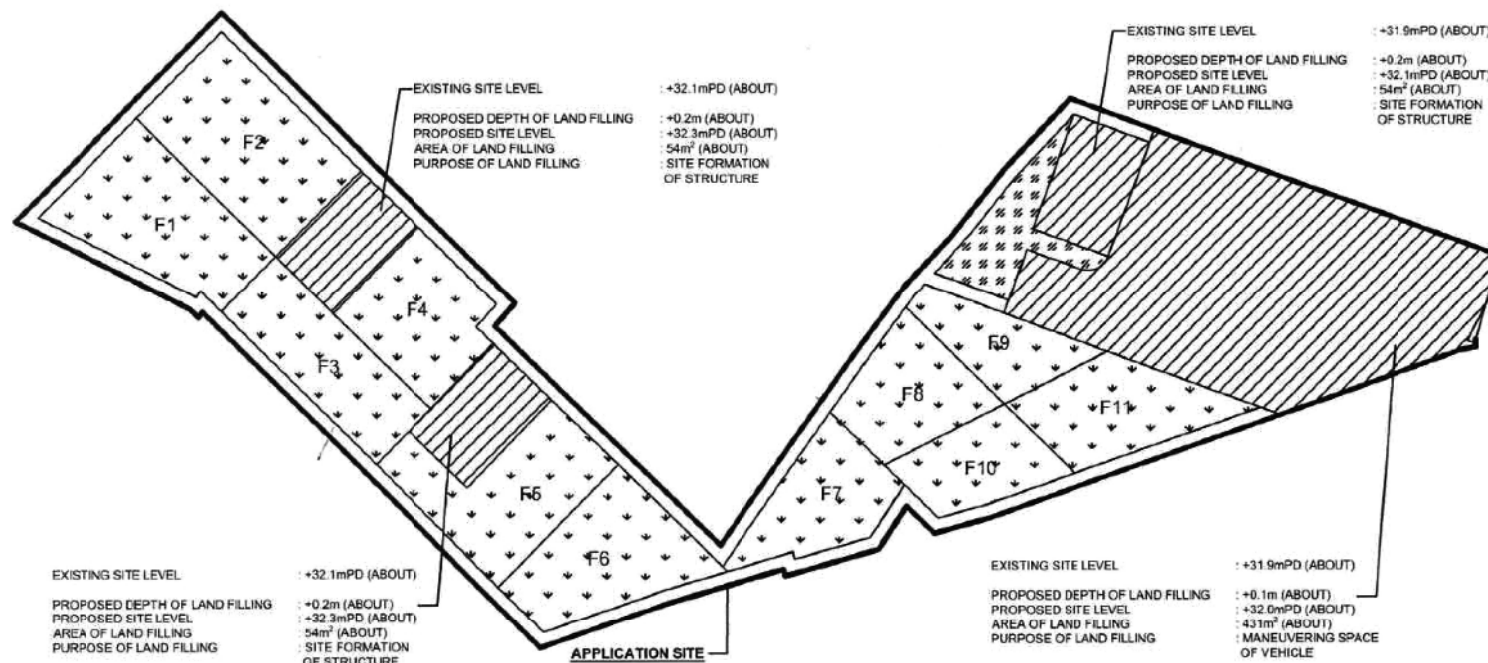 EXISTING SITE LEVEL : +31.9mPD (ABOUT)
PROPOSED DEPTH OF LAND FILLING : +0.2m (ABOUT)
PROPOSED SITE LEVEL : +32.1mPD (ABOUT)
AREA OF LAND FILLING : 54m² (ABOUT)
PURPOSE OF LAND FILLING : SITE FORMATION
OF STRUCTURE
EXISTING SITE LEVEL : +32.1mPD (ABOUT)
PROPOSED DEPTH OF LAND FILLING : +0.2m (ABOUT)
PROPOSED SITE LEVEL : +32.3mPD (ABOUT)
AREA OF LAND FILLING : 54m² (ABOUT)
PURPOSE OF LAND FILLING : SITE FORMATION
OF STRUCTURE
F2
F1
F4
F3
F9
F8
F11
F10
F7
F5
F6
EXISTING SITE LEVEL : +32.1mPD (ABOUT)
PROPOSED DEPTH OF LAND FILLING : +0.2m (ABOUT)
PROPOSED SITE LEVEL : +32.3mPD (ABOUT)
AREA OF LAND FILLING : 54m² (ABOUT)
PURPOSE OF LAND FILLING : SITE FORMATION
OF STRUCTURE
APPLICATION SITE
EXISTING SITE LEVEL : +31.9mPD (ABOUT)
PROPOSED DEPTH OF LAND FILLING : +0.1m (ABOUT)
PROPOSED SITE LEVEL : +32.0mPD (ABOUT)
AREA OF LAND FILLING : 431m² (ABOUT)
PURPOSE OF LAND FILLING : MANEUVERING SPACE
OF VEHICLE